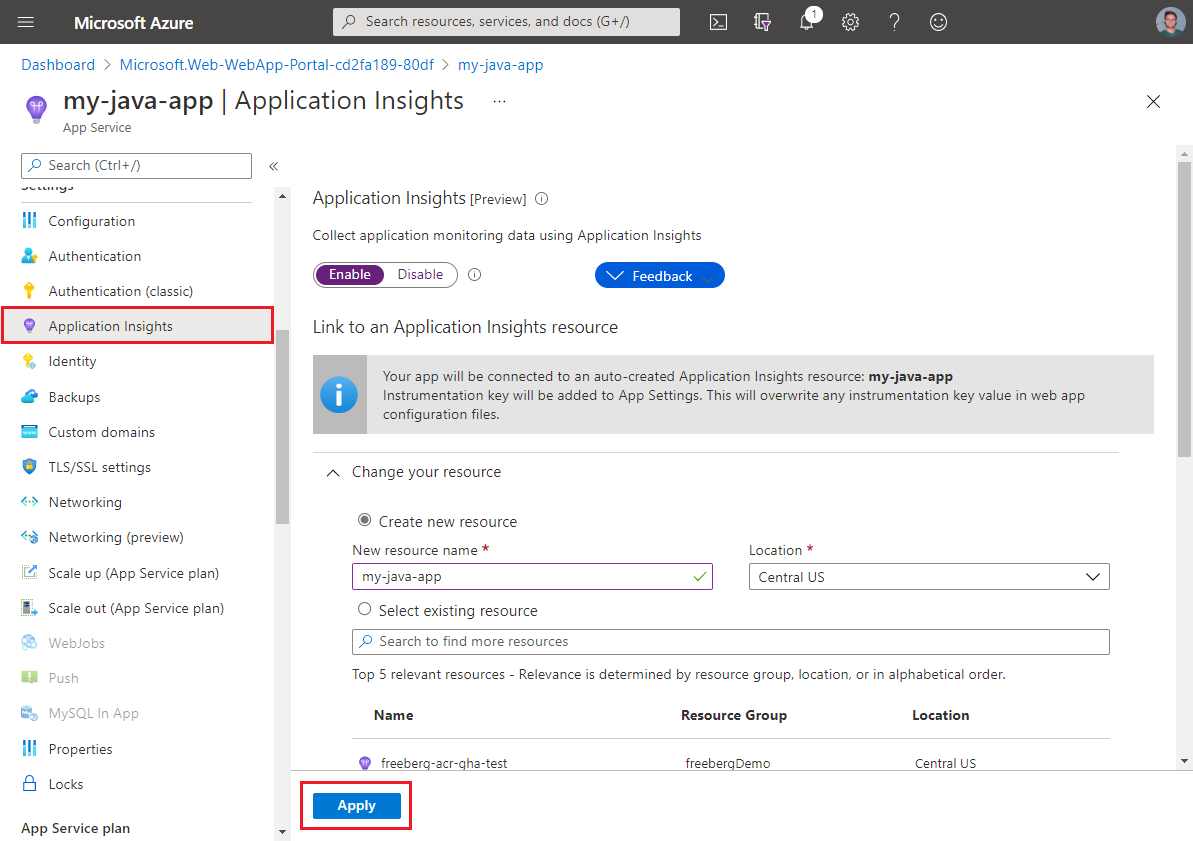 Microsoft Azure
Search resources, services, and docs (G+/)
1
Dashboard > Microsoft.Web-WebApp-Portal-cd2fa189-80df > my-java-app
my-java-app | Application Insights ...
App Service
Search (Ctrl+/)
«
Settings
Configuration
Authentication
Authentication (classic)
Application Insights
Identity
Backups
Custom domains
TLS/SSL settings
Networking
Networking (preview)
Scale up (App Service plan)
Scale out (App Service plan)
WebJobs
Push
MySQL In App
Properties
Locks
App Service plan
Application Insights [Preview]
Collect application monitoring data using Application Insights
Enable Disable
Feedback
Link to an Application Insights resource
Your app will be connected to an auto-created Application Insights resource: my-java-app
Instrumentation key will be added to App Settings. This will overwrite any instrumentation key value in web app
configuration files.
Change your resource
Create new resource
New resource name * Location *
my-java-app Central US
Select existing resource
Search to find more resources
Top 5 relevant resources - Relevance is determined by resource group, location, or in alphabetical order.
Name Resource Group Location
freeberg-acr-gha-test freebergDemo Central US
Apply